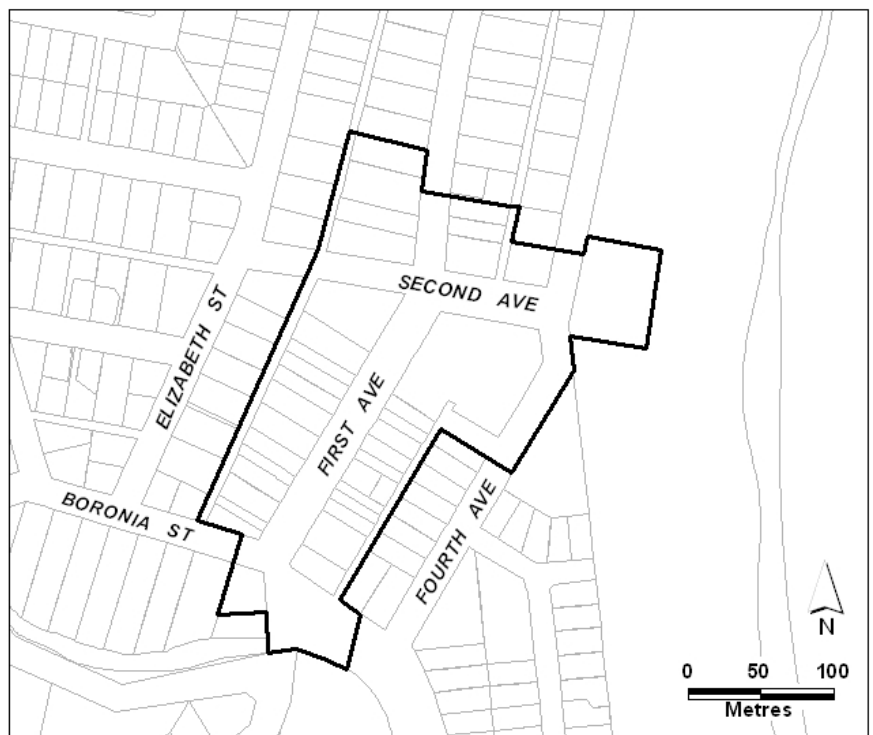 SECOND AVE
ELIZABETH ST
FIRST AVE
BORONIA ST
FOURTH AVE
N
0 50 100
Metres